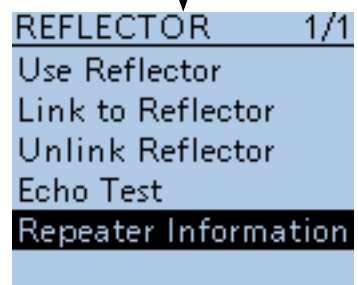 REFLECTOR 1/1
Use Reflector
Link to Reflector
Unlink Reflector
Echo Test
Repeater Information